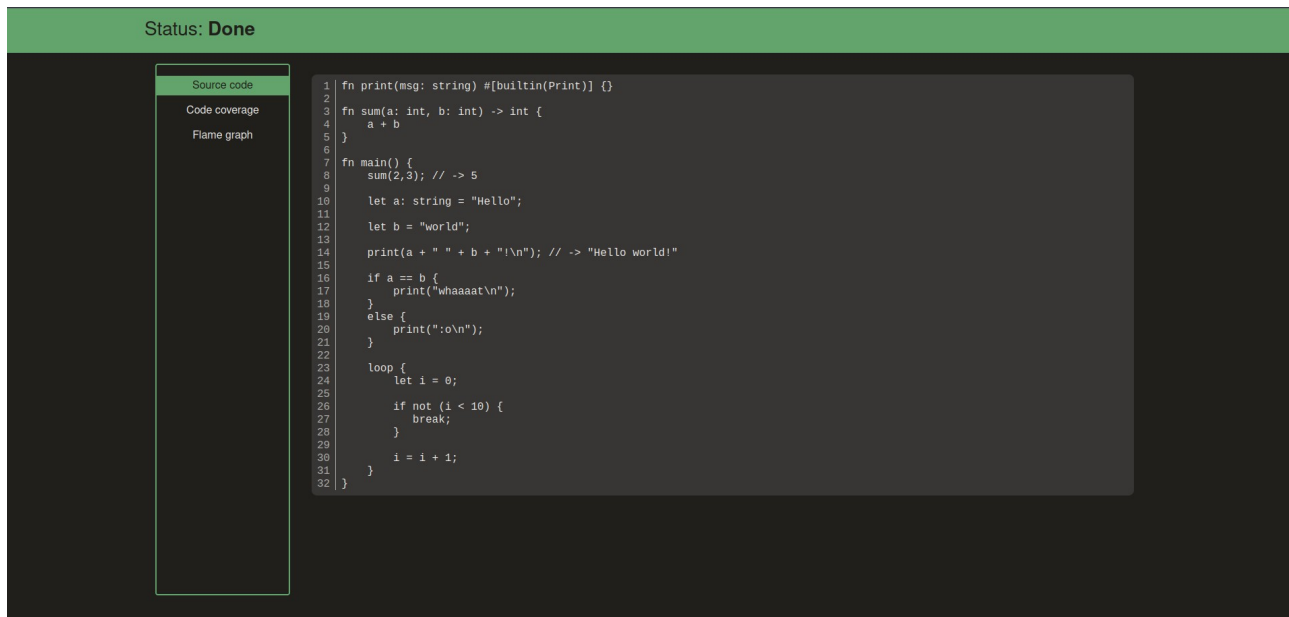 Status: Done
Source code
Code coverage
Flame graph
1 fn print(msg: string) #[builtin(Print)] {}
2
3 fn sum(a: int, b: int) -> int {
4     a + b
5 }
6
7 fn main() {
8     sum(2,3); // -> 5
9
10     let a: string = "Hello";
11
12     let b = "world";
13
14     print(a + " " + b + "!\n"); // -> "Hello world!"
15
16     if a == b {
17         print("whaaaat\n");
18     }
19     else {
20         print(":o\n");
21     }
22
23     loop {
24         let i = 0;
25
26         if not (i < 10) {
27            break;
28         }
29
30         i = i + 1;
31     }
32 }